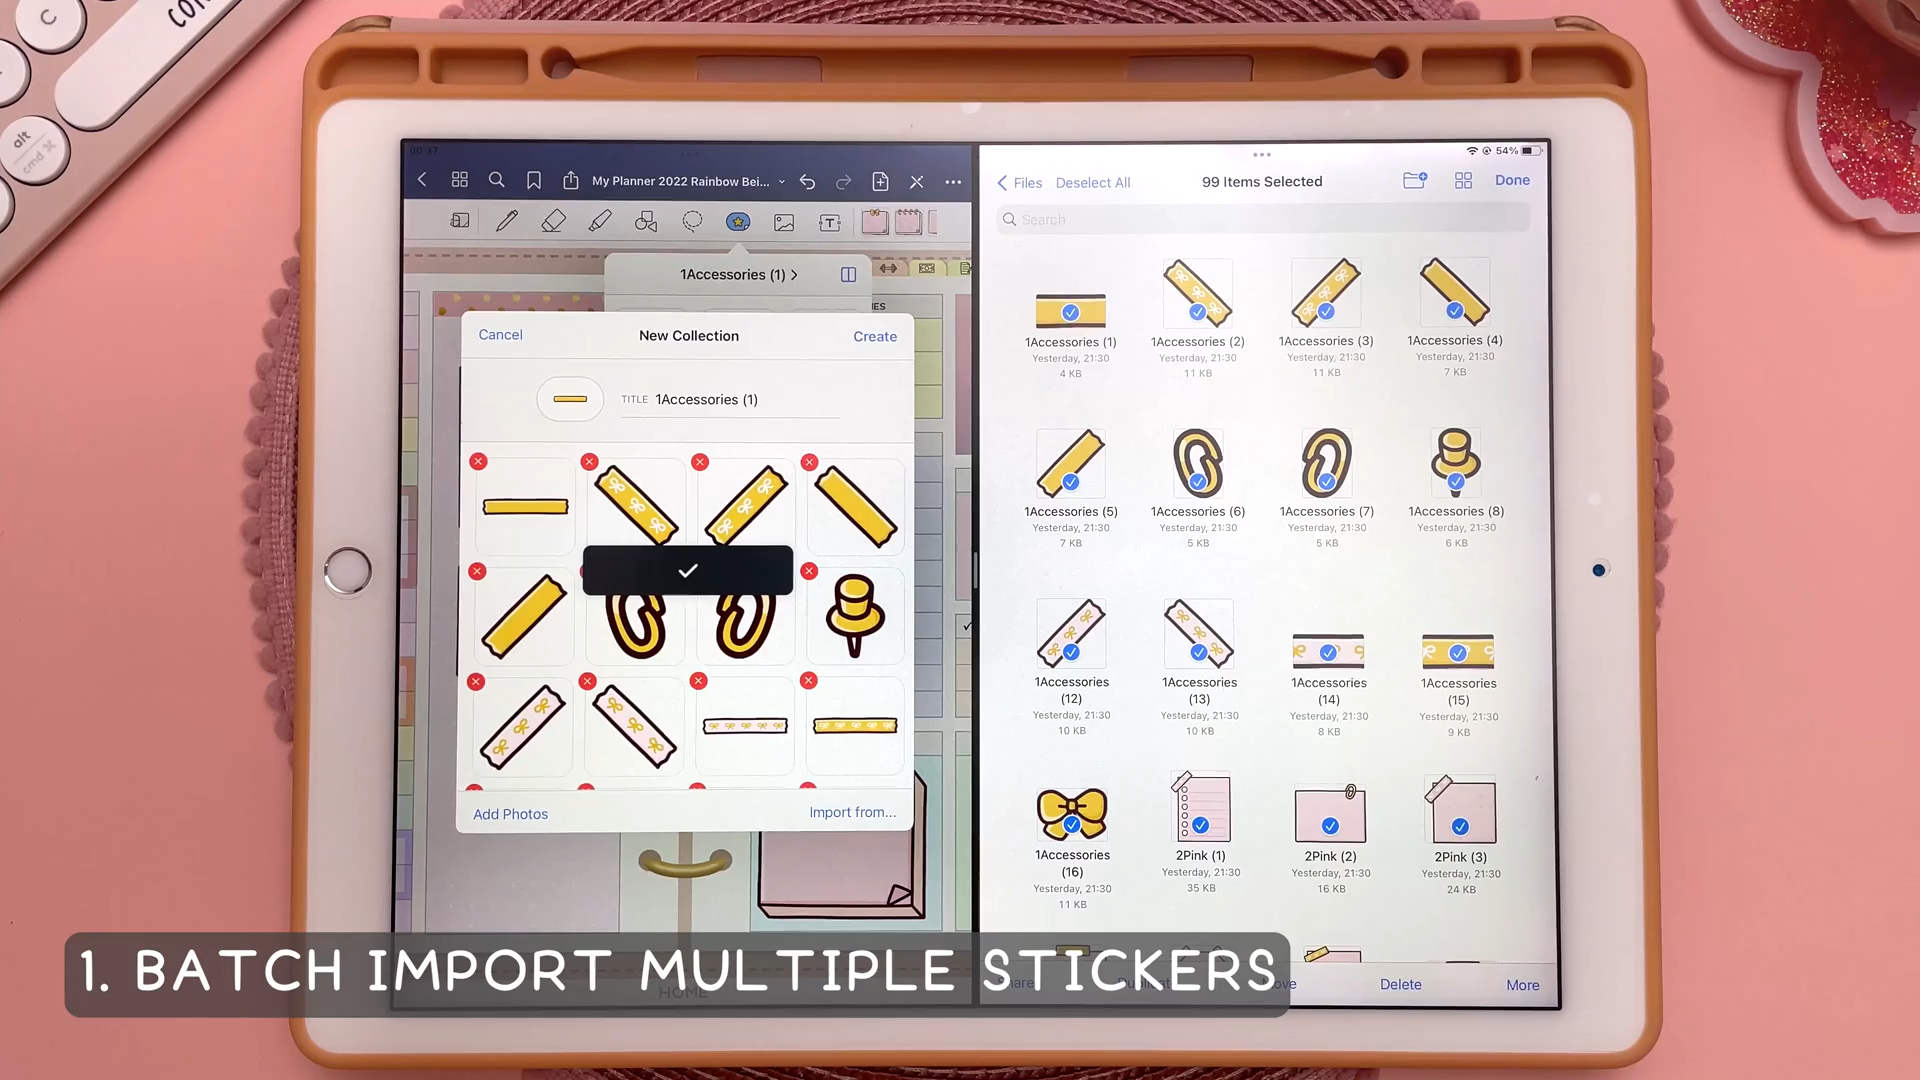 C
alt
cmd ⌘
00:37
54%
My Planner 2022 Rainbow Bei...
Files
Deselect All
99 Items Selected
Done
Search
1Accessories (1) >
Cancel
New Collection
Create
TITLE 1Accessories (1)
Add Photos
Import from...
1Accessories (1)
Yesterday, 21:30
4 KB
1Accessories (2)
Yesterday, 21:30
11 KB
1Accessories (3)
Yesterday, 21:30
11 KB
1Accessories (4)
Yesterday, 21:30
7 KB
1Accessories (5)
Yesterday, 21:30
7 KB
1Accessories (6)
Yesterday, 21:30
5 KB
1Accessories (7)
Yesterday, 21:30
5 KB
1Accessories (8)
Yesterday, 21:30
6 KB
1Accessories
(12)
Yesterday, 21:30
10 KB
1Accessories
(13)
Yesterday, 21:30
10 KB
1Accessories
(14)
Yesterday, 21:30
8 KB
1Accessories
(15)
Yesterday, 21:30
9 KB
1Accessories
(16)
Yesterday, 21:30
11 KB
2Pink (1)
Yesterday, 21:30
35 KB
2Pink (2)
Yesterday, 21:30
16 KB
2Pink (3)
Yesterday, 21:30
24 KB
Share
Delete
More
HOME
1. BATCH IMPORT MULTIPLE STICKERS